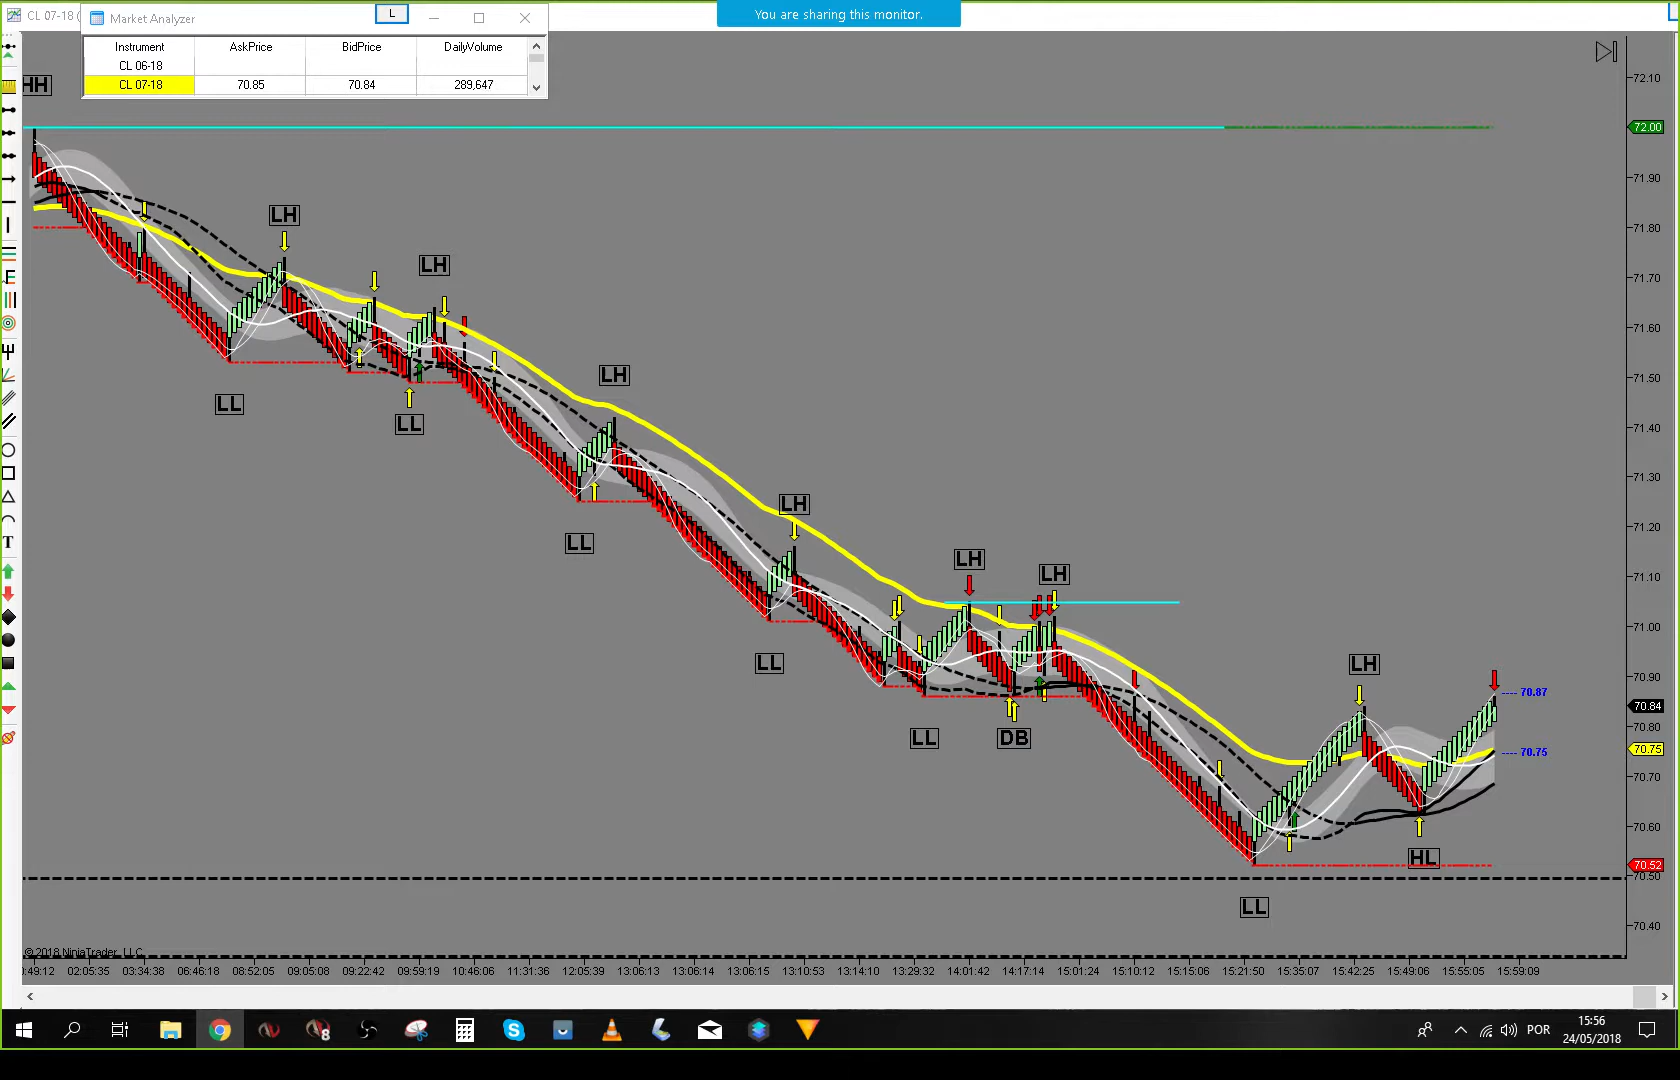 CL 07-18 (
Market Analyzer
L
You are sharing this monitor.
Instrument AskPrice BidPrice DailyVolume
CL 06-18
CL 07-18 70.85 70.84 289,647
HH
72.10
72.00
71.90
71.80
LH
71.70
LH
71.60
71.50
LH
LL
LL
71.40
71.30
LH
71.20
LL
LH
LH
71.10
71.00
LL
LH
70.90
70.87
70.84
LL
DB
70.80
70.75
70.75
70.70
70.60
HL
70.52
70.50
LL
70.40
© 2018 NinjaTrader, LLC
:49:12 02:05:35 03:34:38 06:46:18 08:52:05 09:05:08 09:22:42 09:59:19 10:46:06 11:31:36 12:05:39 13:06:13 13:06:14 13:06:15 13:10:53 13:14:10 13:29:32 14:01:42 14:17:14 15:01:24 15:10:12 15:15:06 15:21:50 15:35:07 15:42:25 15:49:06 15:55:05 15:59:09
E
T
8
POR
15:56
24/05/2018